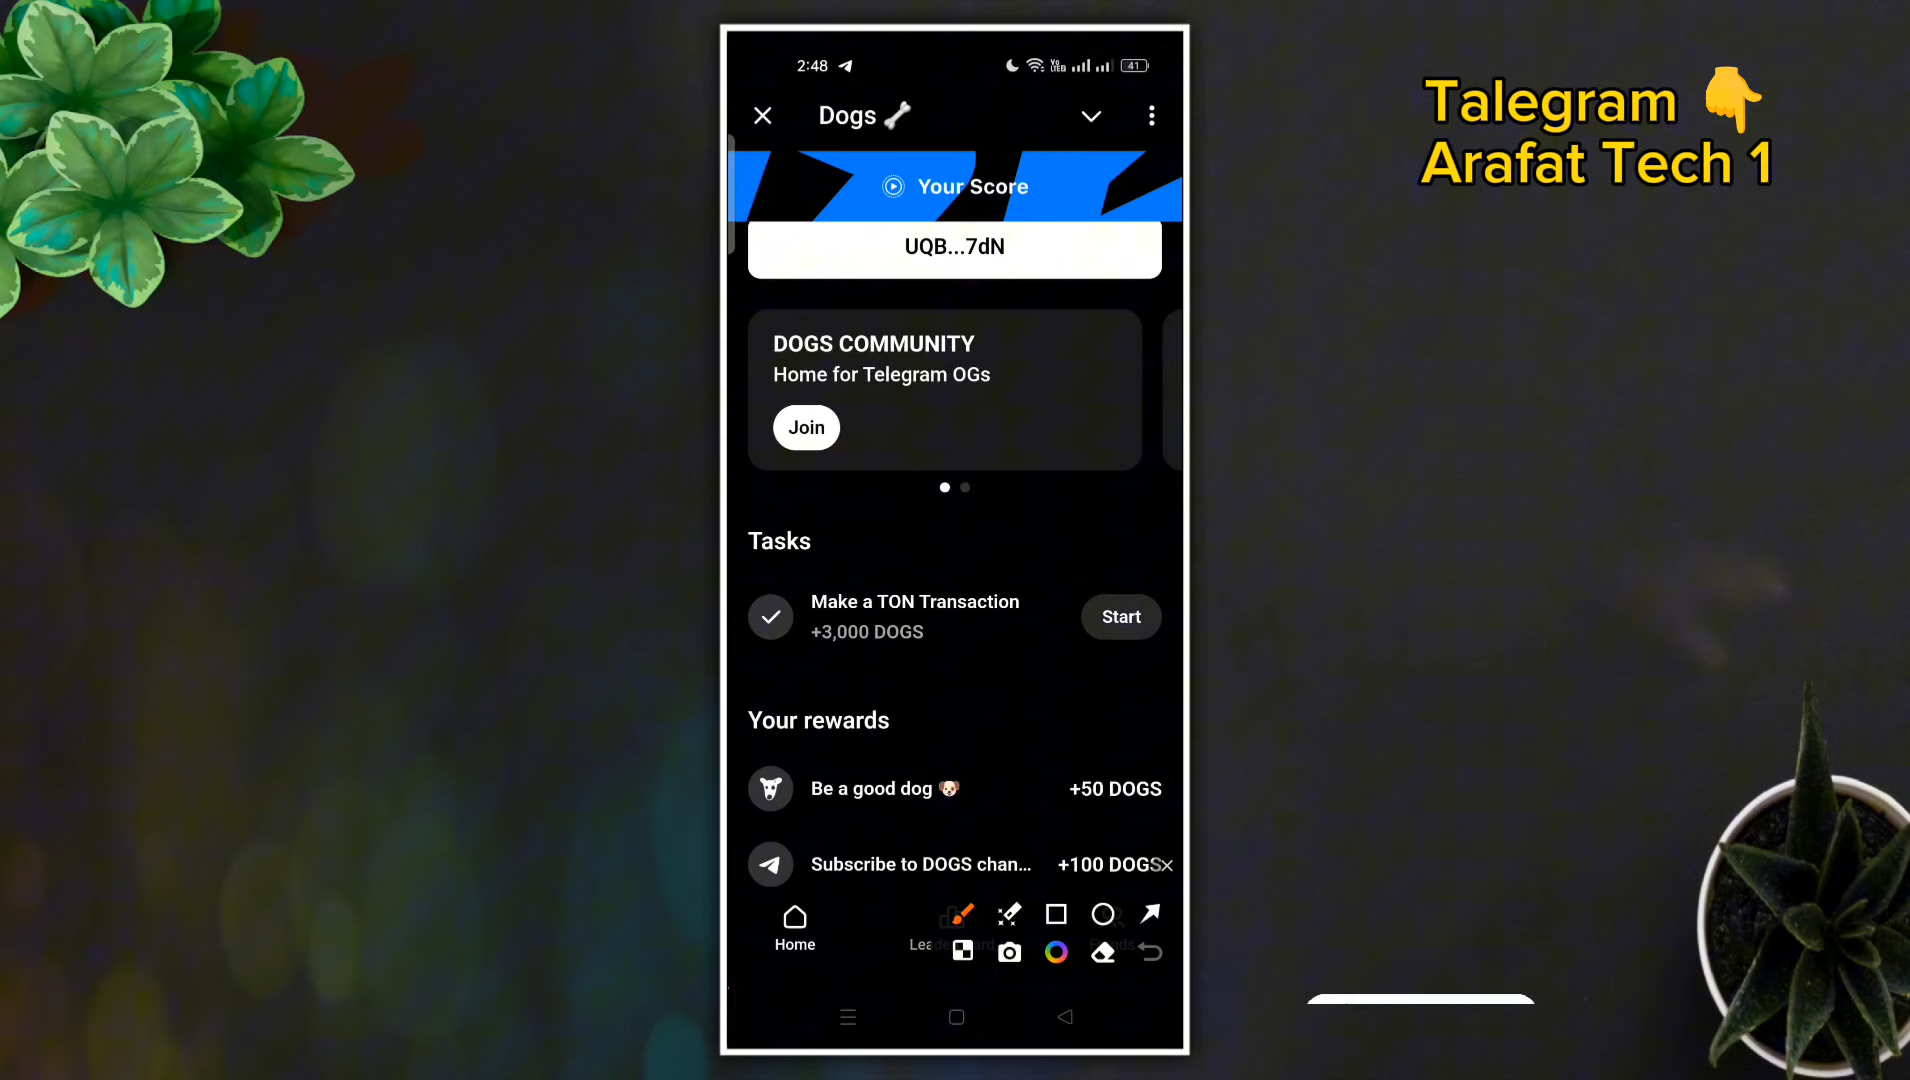 2:48
41
Dogs
Your Score
UQB...7dN
DOGS COMMUNITY
Home for Telegram OGs
Join
Tasks
Make a TON Transaction
+3,000 DOGS
Start
Your rewards
Be a good dog
+50 DOGS
Subscribe to DOGS chan...
+100 DOGS
Home
Talegram
Arafat Tech 1